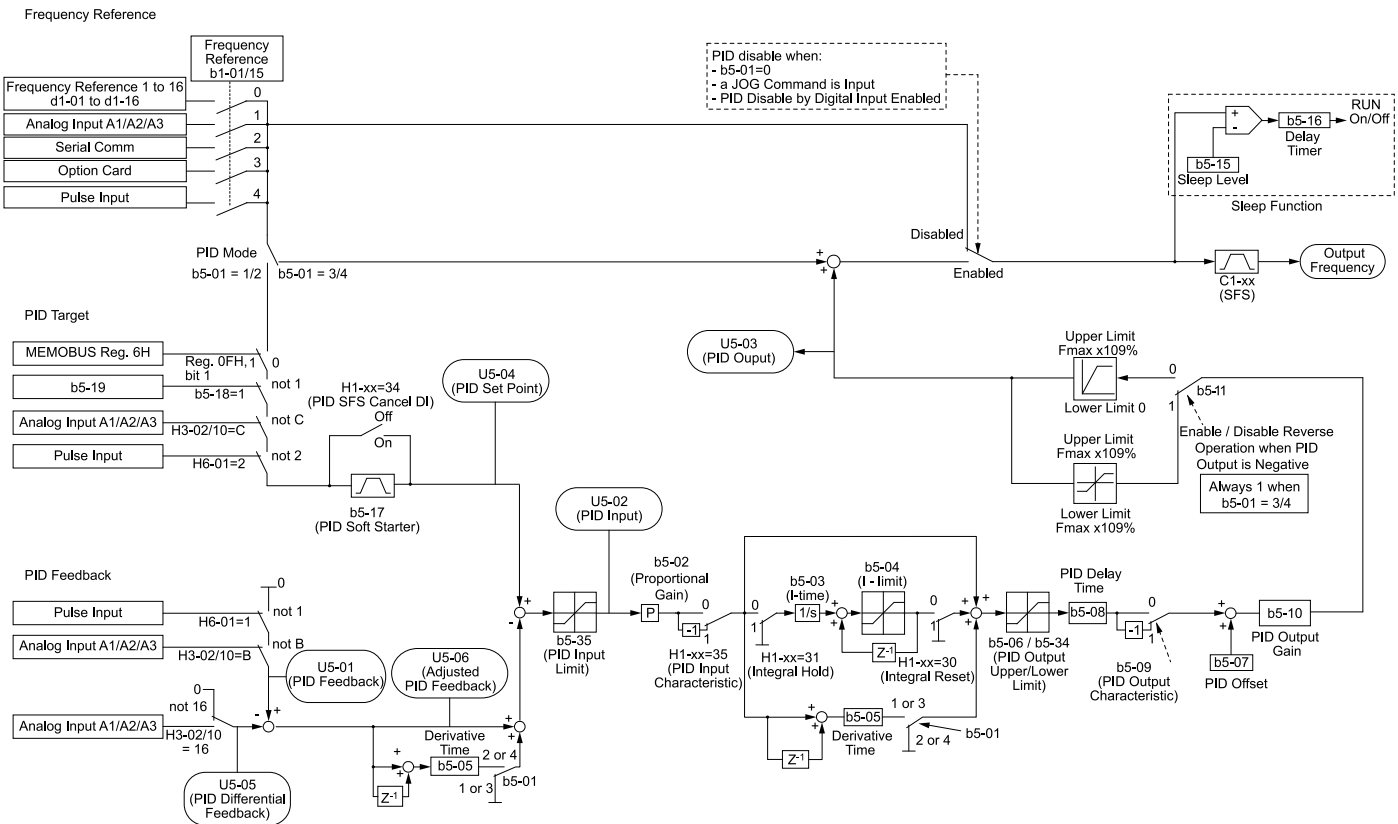 Frequency Reference
Frequency
Reference
b1-01/15
Frequency Reference 1 to 16
d1-01 to d1-16
Analog Input A1/A2/A3
Serial Comm
Option Card
Pulse Input
0
1
2
3
4
PID disable when:
- b5-01=0
- a JOG Command is Input
- PID Disable by Digital Input Enabled
+
-
b5-16
Delay
Timer
RUN
On/Off
b5-15
Sleep Level
Sleep Function
PID Mode
b5-01 = 1/2
b5-01 = 3/4
+
+
Disabled
Enabled
C1-xx
(SFS)
Output
Frequency
PID Target
MEMOBUS Reg. 6H
Reg. 0FH,
bit 1
1
0
b5-19
b5-18=1
not 1
Analog Input A1/A2/A3
H3-02/10=C
not C
Pulse Input
H6-01=2
not 2
H1-xx=34
(PID SFS Cancel DI)
Off
On
b5-17
(PID Soft Starter)
U5-04
(PID Set Point)
U5-03
(PID Ouput)
Upper Limit
Fmax x109%
Lower Limit 0
0
1
b5-11
Upper Limit
Fmax x109%
Lower Limit
Fmax x109%
Enable / Disable Reverse
Operation when PID
Output is Negative
Always 1 when
b5-01 = 3/4
U5-02
(PID Input)
PID Feedback
0
Pulse Input
H6-01=1
not 1
Analog Input A1/A2/A3
H3-02/10=B
not B
U5-01
(PID Feedback)
U5-06
(Adjusted
PID Feedback)
0
not 16
Analog Input A1/A2/A3
H3-02/10
= 16
-
+
U5-05
(PID Differential
Feedback)
+
+
Z-1
Derivative
Time
b5-05
2 or 4
1 or 3
b5-01
+
+
+
-
b5-35
(PID Input
Limit)
b5-02
(Proportional
Gain)
P
-1
0
1
H1-xx=35
(PID Input
Characteristic)
0
1
H1-xx=31
(Integral Hold)
b5-03
(I-time)
1/s
+
+
b5-04
(I - limit)
Z-1
0
1
H1-xx=30
(Integral Reset)
+
+
+
Z-1
+
+
b5-05
Derivative
Time
1 or 3
2 or 4
b5-01
b5-06 / b5-34
(PID Output
Upper/Lower
Limit)
PID Delay
Time
b5-08
-1
0
1
b5-09
(PID Output
Characteristic)
+
+
b5-07
PID Offset
b5-10
PID Output
Gain